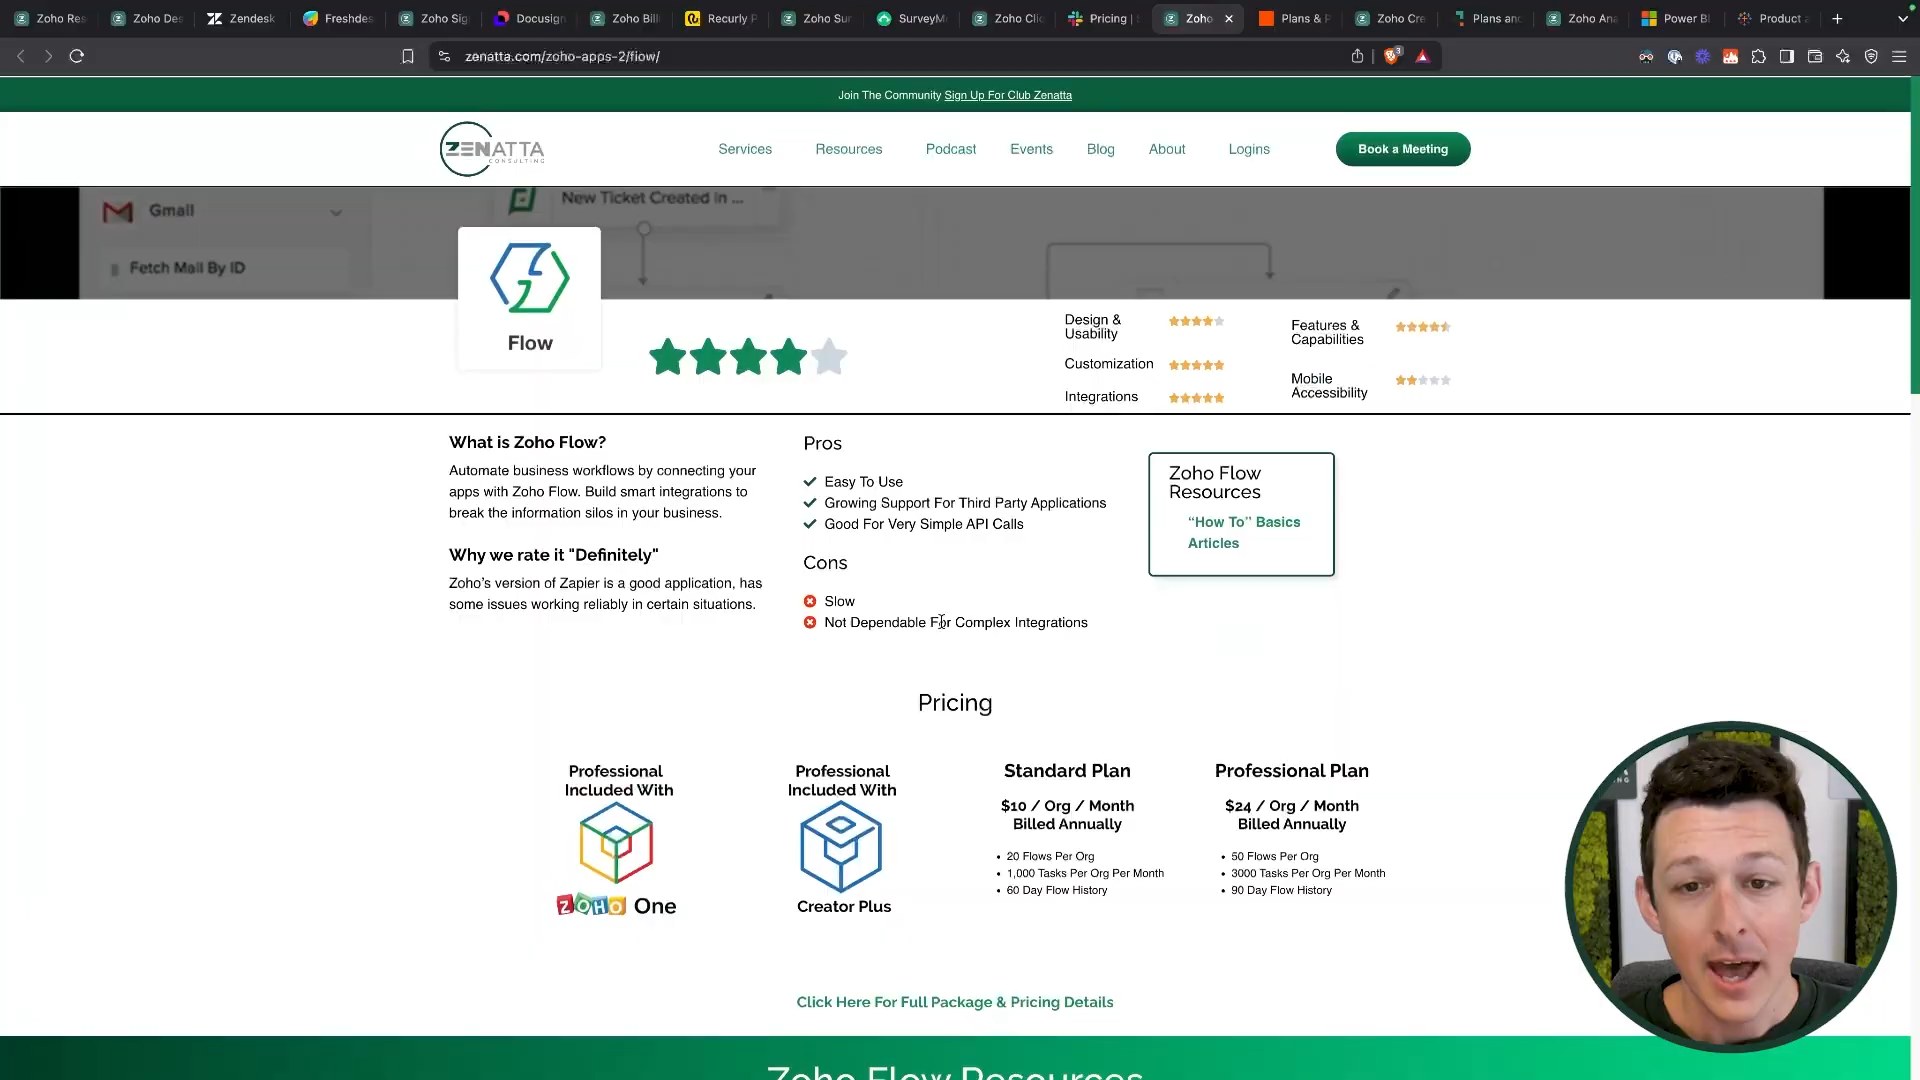 Zoho Res
Zoho Des
Zendesk
Freshdes
Zoho Sig
Docusign
Zoho Bill
Recurly P
Zoho Sur
SurveyM
Zoho Clic
Pricing |
Zoho
Plans & P
Zoho Cre
Plans and
Zoho Ana
Power BI
Product a
zenatta.com/zoho-apps-2/flow/
3
Join The Community Sign Up For Club Zenatta
ZENATTA
CONSULTING
Services
Resources
Podcast
Events
Blog
About
Logins
Book a Meeting
Gmail
Fetch Mail By ID
New Ticket Created in ...
Flow
Design &
Usability
Customization
Integrations
Features &
Capabilities
Mobile
Accessibility
What is Zoho Flow?
Automate business workflows by connecting your
apps with Zoho Flow. Build smart integrations to
break the information silos in your business.
Why we rate it "Definitely"
Zoho's version of Zapier is a good application, has
some issues working reliably in certain situations.
Pros
Easy To Use
Growing Support For Third Party Applications
Good For Very Simple API Calls
Cons
Slow
Not Dependable For Complex Integrations
Zoho Flow
Resources
“How To” Basics
Articles
Pricing
Professional
Included With
ZOHO One
Professional
Included With
Creator Plus
Standard Plan
$10 / Org / Month
Billed Annually
• 20 Flows Per Org
• 1,000 Tasks Per Org Per Month
• 60 Day Flow History
Professional Plan
$24 / Org / Month
Billed Annually
• 50 Flows Per Org
• 3000 Tasks Per Org Per Month
• 90 Day Flow History
Click Here For Full Package & Pricing Details
Zoho Flow Resources